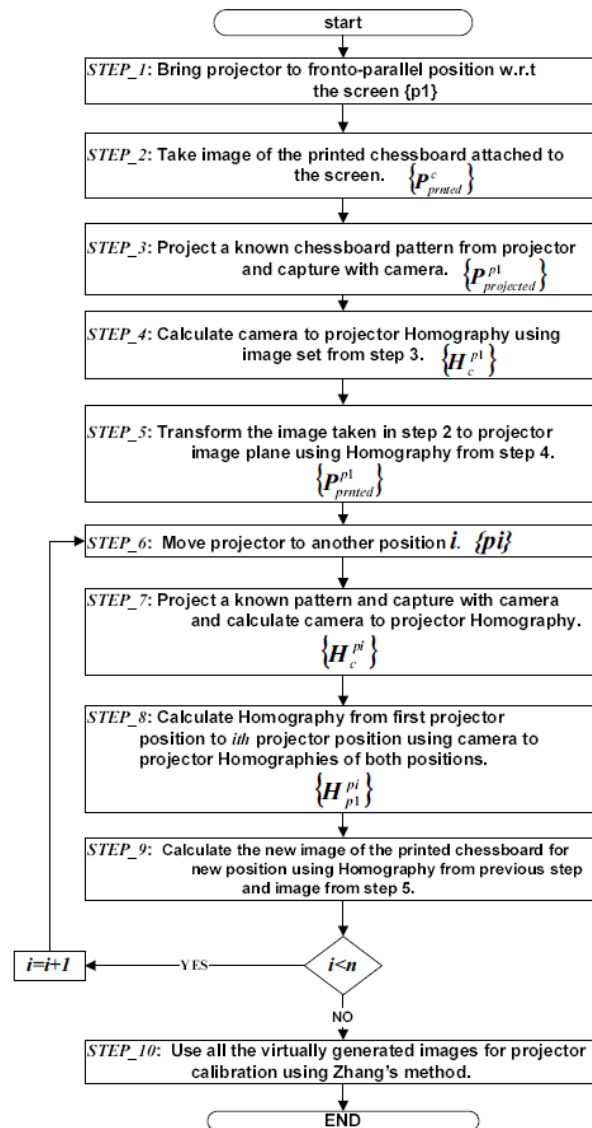 start
STEP_1: Bring projector to fronto-parallel position w.r.t
the screen {p1}
STEP_2: Take image of the printed chessboard attached to
the screen. {P^c_prnted}
STEP_3: Project a known chessboard pattern from projector
and capture with camera. {P^p1_projected}
STEP_4: Calculate camera to projector Homography using
image set from step 3. {H_c^p1}
STEP_5: Transform the image taken in step 2 to projector
image plane using Homography from step 4.
{P^p1_prnted}
STEP_6: Move projector to another position i. {pi}
STEP_7: Project a known pattern and capture with camera
and calculate camera to projector Homography.
{H_c^pi}
STEP_8: Calculate Homography from first projector
position to ith projector position using camera to
projector Homographies of both positions.
{H_p1^pi}
STEP_9: Calculate the new image of the printed chessboard for
new position using Homography from previous step
and image from step 5.
i=i+1
YES
i<n
NO
STEP_10: Use all the virtually generated images for projector
calibration using Zhang's method.
END